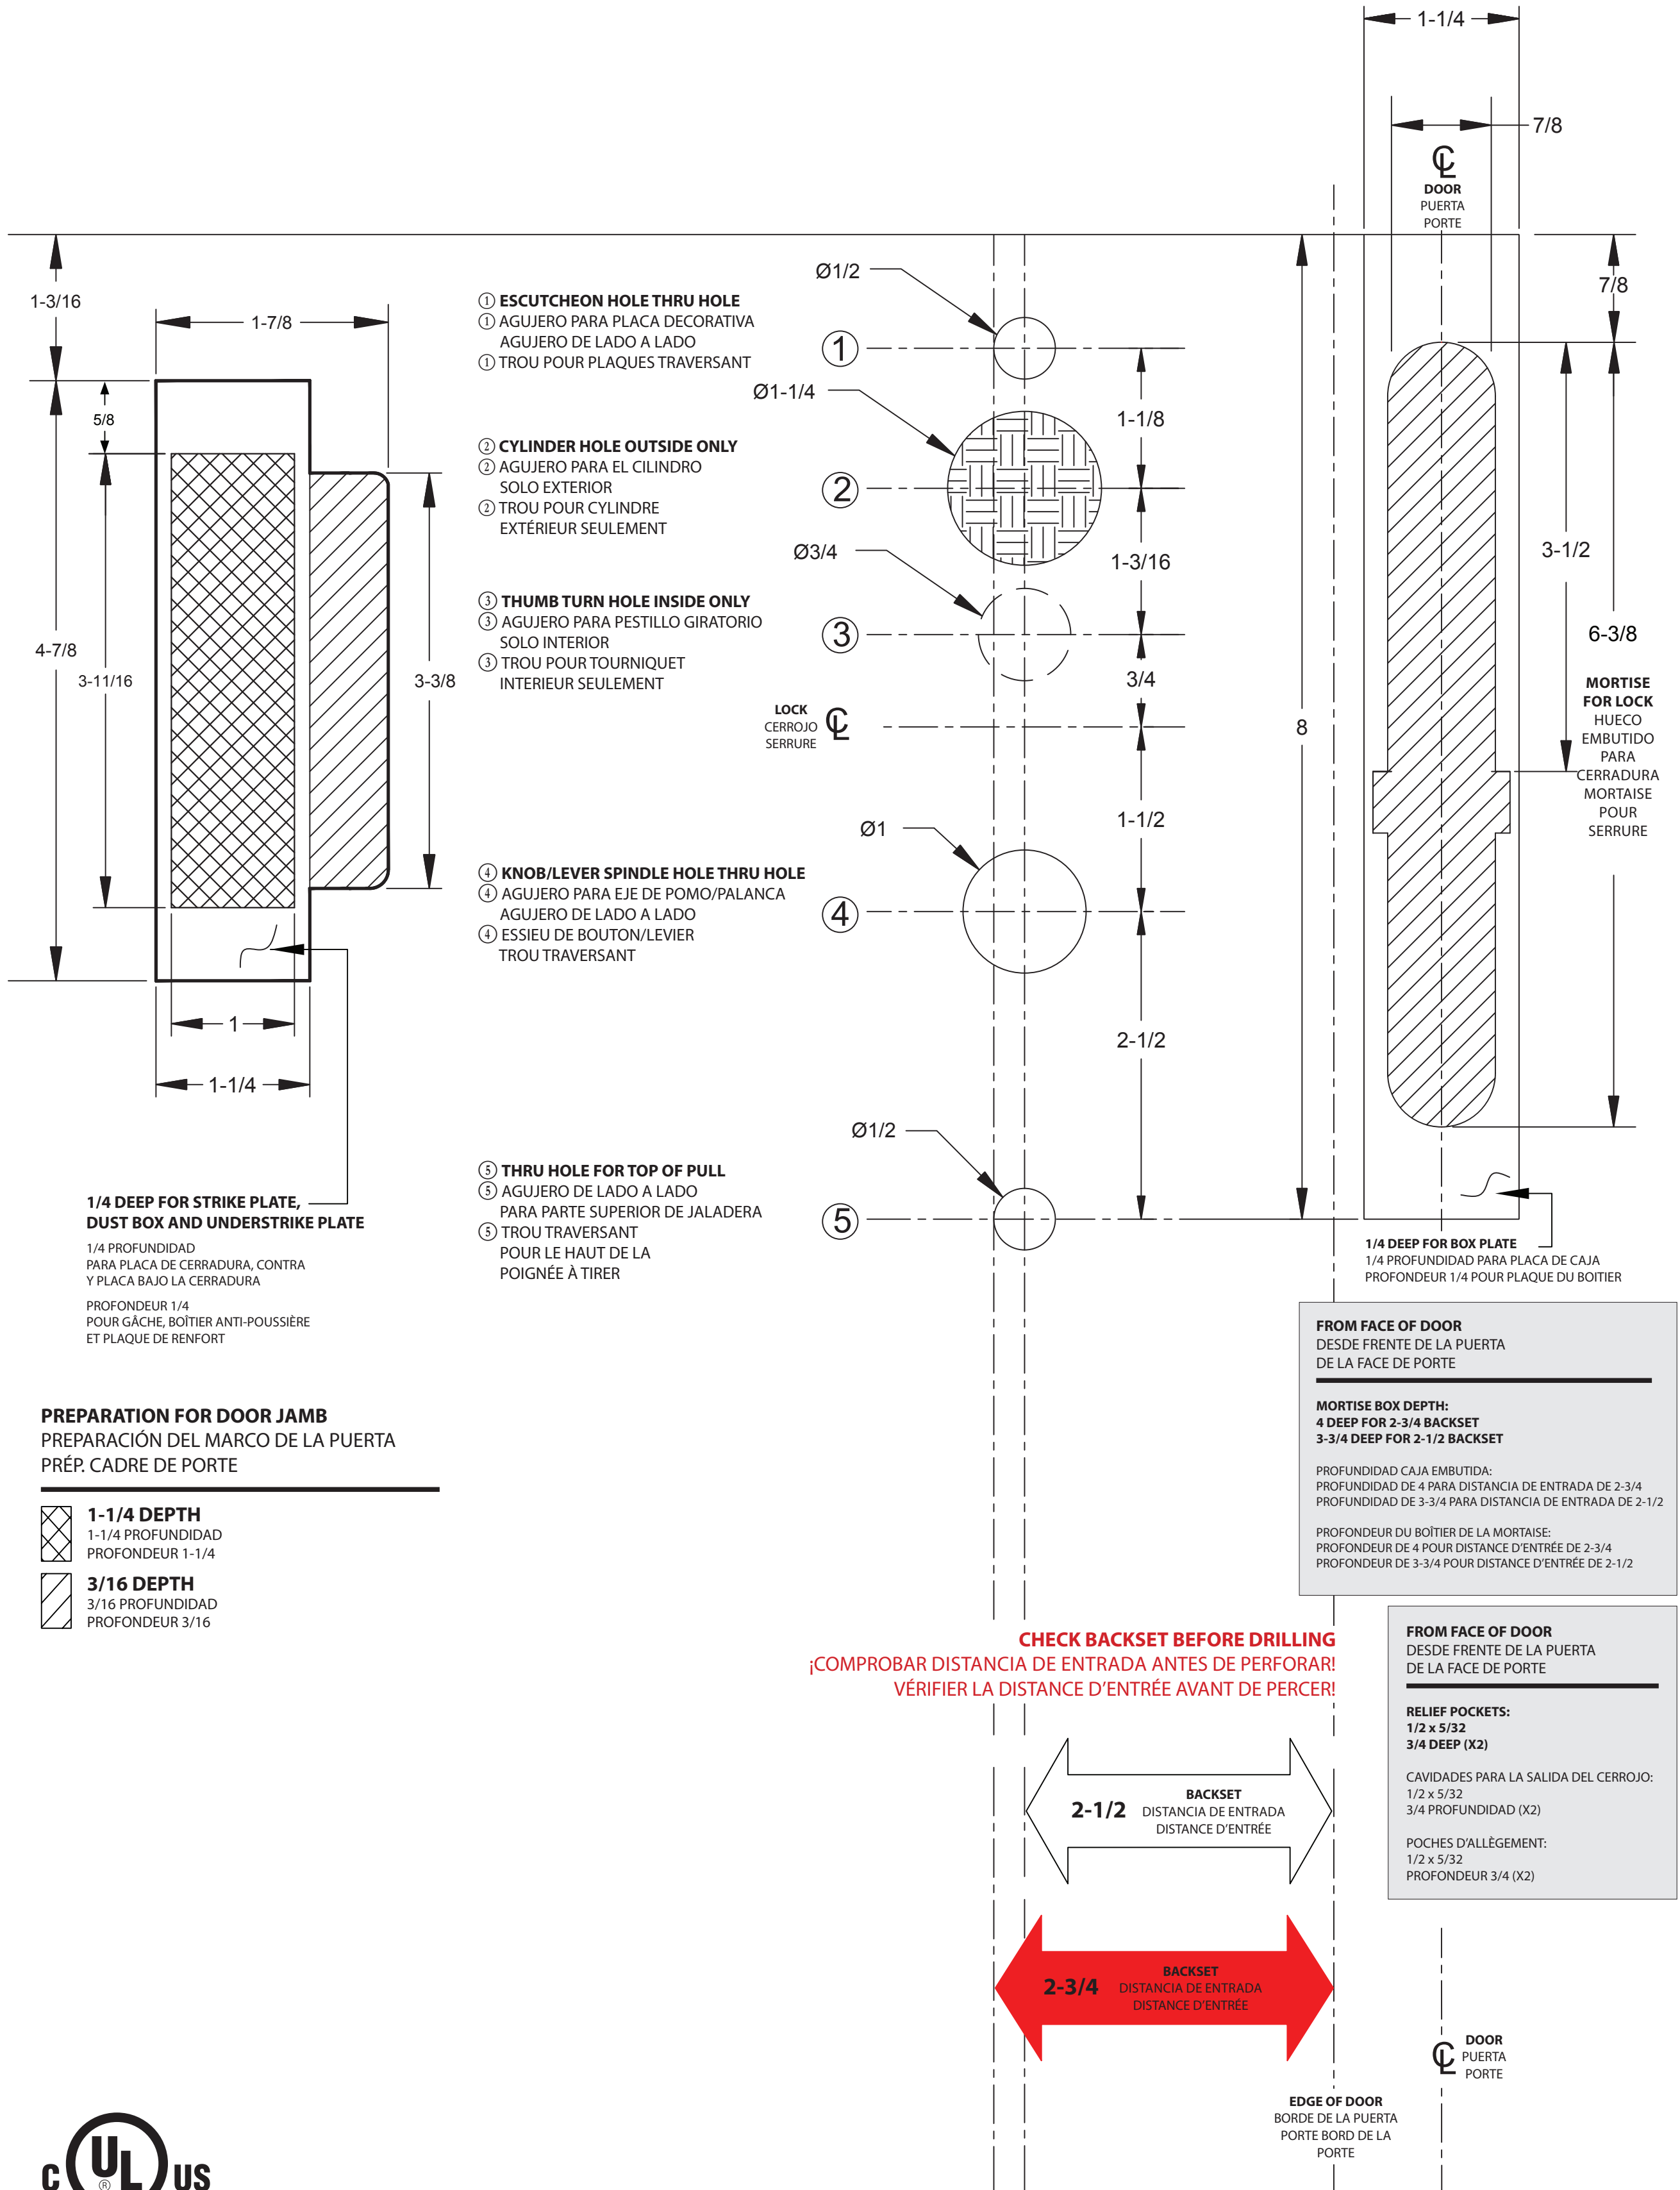 1-1/4
7/8
℄
DOOR
PUERTA
PORTE
1-3/16
1-7/8
5/8
4-7/8
3-11/16
3-3/8
1
1-1/4
1/4 DEEP FOR STRIKE PLATE,
DUST BOX AND UNDERSTRIKE PLATE
1/4 PROFUNDIDAD
PARA PLACA DE CERRADURA, CONTRA
Y PLACA BAJO LA CERRADURA
PROFONDEUR 1/4
POUR GÂCHE, BOÎTIER ANTI-POUSSIÈRE
ET PLAQUE DE RENFORT
PREPARATION FOR DOOR JAMB
PREPARACIÓN DEL MARCO DE LA PUERTA
PRÉP. CADRE DE PORTE
1-1/4 DEPTH
1-1/4 PROFUNDIDAD
PROFONDEUR 1-1/4
3/16 DEPTH
3/16 PROFUNDIDAD
PROFONDEUR 3/16
① ESCUTCHEON HOLE THRU HOLE
① AGUJERO PARA PLACA DECORATIVA
AGUJERO DE LADO A LADO
① TROU POUR PLAQUES TRAVERSANT
② CYLINDER HOLE OUTSIDE ONLY
② AGUJERO PARA EL CILINDRO
SOLO EXTERIOR
② TROU POUR CYLINDRE
EXTÉRIEUR SEULEMENT
③ THUMB TURN HOLE INSIDE ONLY
③ AGUJERO PARA PESTILLO GIRATORIO
SOLO INTERIOR
③ TROU POUR TOURNIQUET
INTERIEUR SEULEMENT
LOCK
CERROJO
SERRURE
℄
④ KNOB/LEVER SPINDLE HOLE THRU HOLE
④ AGUJERO PARA EJE DE POMO/PALANCA
AGUJERO DE LADO A LADO
④ ESSIEU DE BOUTON/LEVIER
TROU TRAVERSANT
⑤ THRU HOLE FOR TOP OF PULL
⑤ AGUJERO DE LADO A LADO
PARA PARTE SUPERIOR DE JALADERA
⑤ TROU TRAVERSANT
POUR LE HAUT DE LA
POIGNÉE À TIRER
Ø1/2
①
Ø1-1/4
1-1/8
②
Ø3/4
1-3/16
③
3/4
Ø1
1-1/2
④
2-1/2
Ø1/2
⑤
8
7/8
3-1/2
6-3/8
MORTISE
FOR LOCK
HUECO
EMBUTIDO
PARA
CERRADURA
MORTAISE
POUR
SERRURE
1/4 DEEP FOR BOX PLATE
1/4 PROFUNDIDAD PARA PLACA DE CAJA
PROFONDEUR 1/4 POUR PLAQUE DU BOITIER
FROM FACE OF DOOR
DESDE FRENTE DE LA PUERTA
DE LA FACE DE PORTE
MORTISE BOX DEPTH:
4 DEEP FOR 2-3/4 BACKSET
3-3/4 DEEP FOR 2-1/2 BACKSET
PROFUNDIDAD CAJA EMBUTIDA:
PROFUNDIDAD DE 4 PARA DISTANCIA DE ENTRADA DE 2-3/4
PROFUNDIDAD DE 3-3/4 PARA DISTANCIA DE ENTRADA DE 2-1/2
PROFONDEUR DU BOÎTIER DE LA MORTAISE:
PROFONDEUR DE 4 POUR DISTANCE D'ENTRÉE DE 2-3/4
PROFONDEUR DE 3-3/4 POUR DISTANCE D'ENTRÉE DE 2-1/2
FROM FACE OF DOOR
DESDE FRENTE DE LA PUERTA
DE LA FACE DE PORTE
RELIEF POCKETS:
1/2 x 5/32
3/4 DEEP (X2)
CAVIDADES PARA LA SALIDA DEL CERROJO:
1/2 x 5/32
3/4 PROFUNDIDAD (X2)
POCHES D'ALLÈGEMENT:
1/2 x 5/32
PROFONDEUR 3/4 (X2)
CHECK BACKSET BEFORE DRILLING
¡COMPROBAR DISTANCIA DE ENTRADA ANTES DE PERFORAR!
VÉRIFIER LA DISTANCE D'ENTRÉE AVANT DE PERCER!
2-1/2
BACKSET
DISTANCIA DE ENTRADA
DISTANCE D'ENTRÉE
2-3/4
BACKSET
DISTANCIA DE ENTRADA
DISTANCE D'ENTRÉE
℄
DOOR
PUERTA
PORTE
EDGE OF DOOR
BORDE DE LA PUERTA
PORTE BORD DE LA
PORTE
C UL ® US